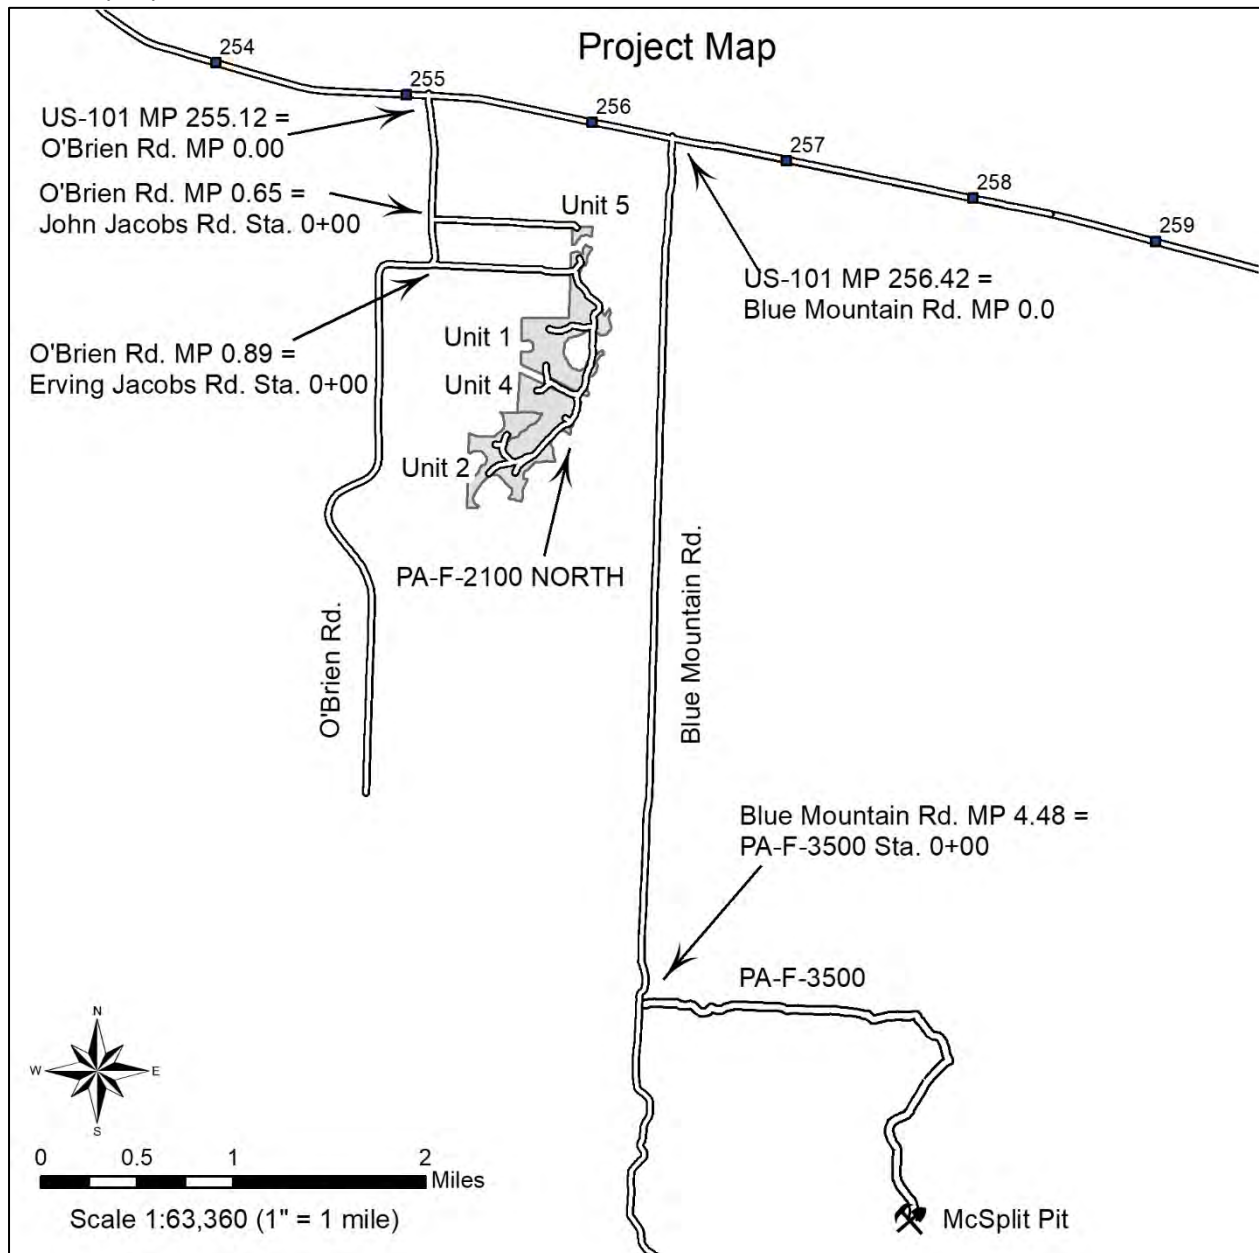 Project Map
254
255
256
257
258
259
US-101 MP 255.12 =
O'Brien Rd. MP 0.00
O'Brien Rd. MP 0.65 =
John Jacobs Rd. Sta. 0+00
Unit 5
US-101 MP 256.42 =
Blue Mountain Rd. MP 0.0
O'Brien Rd. MP 0.89 =
Erving Jacobs Rd. Sta. 0+00
Unit 1
Unit 4
Unit 2
PA-F-2100 NORTH
O'Brien Rd.
Blue Mountain Rd.
Blue Mountain Rd. MP 4.48 =
PA-F-3500 Sta. 0+00
PA-F-3500
N
W
E
S
0 0.5 1 2
Miles
Scale 1:63,360 (1" = 1 mile)
McSplit Pit